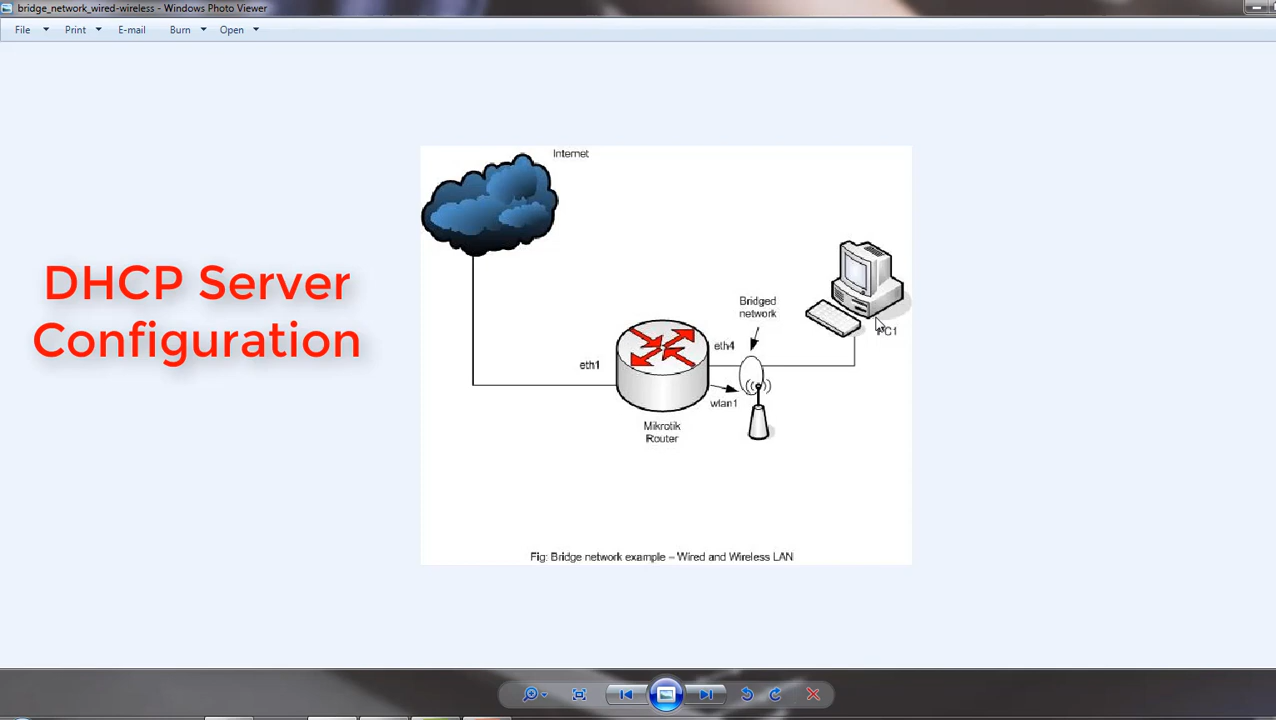 bridge_network_wired-wireless - Windows Photo Viewer
File Print E-mail Burn Open
Internet
DHCP Server
Configuration
Bridged
network
PC1
eth4
eth1
wlan1
Mikrotik
Router
Fig: Bridge network example – Wired and Wireless LAN